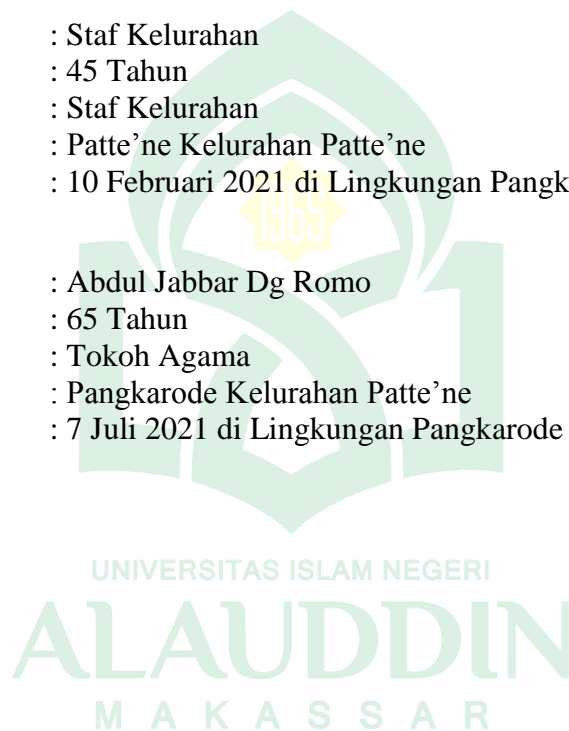 : Staf Kelurahan
: 45 Tahun
: Staf Kelurahan
: Patte’ne Kelurahan Patte’ne
: 10 Februari 2021 di Lingkungan Pangk
1965
: Abdul Jabbar Dg Romo
: 65 Tahun
: Tokoh Agama
: Pangkarode Kelurahan Patte’ne
: 7 Juli 2021 di Lingkungan Pangkarode
UNIVERSITAS ISLAM NEGERI
ALAUDDIN
MAKASSAR